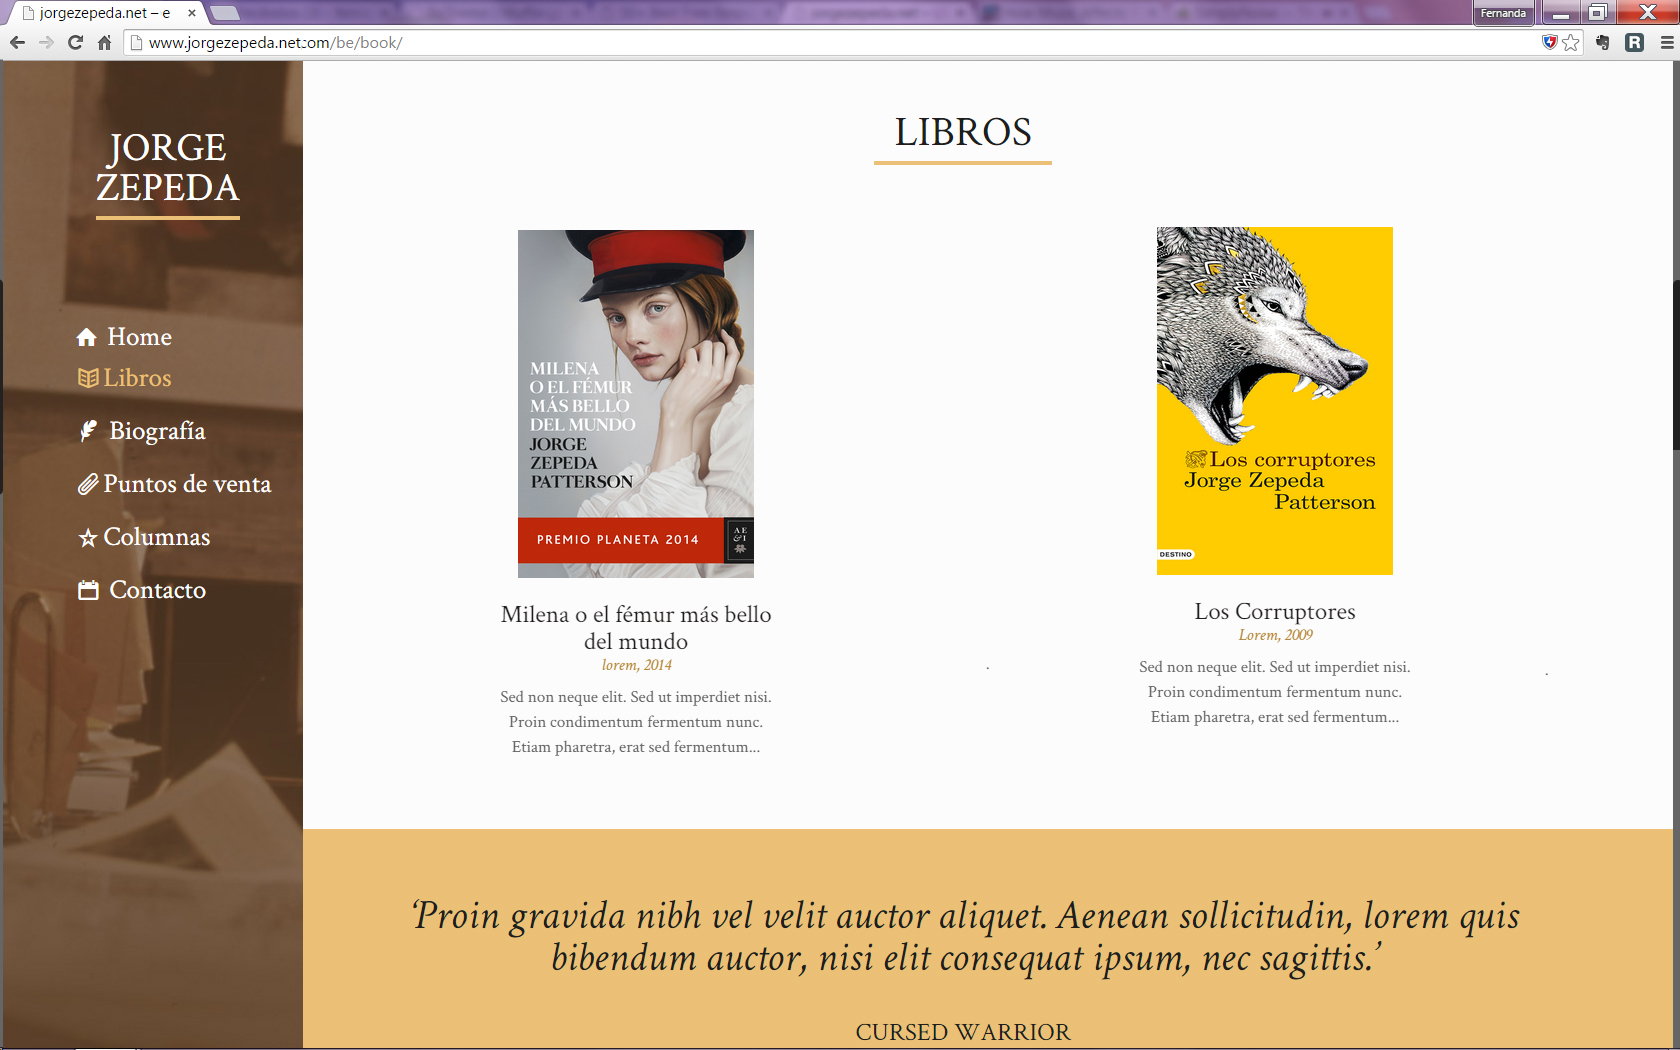 jorgezepeda.net – e
Fernanda
www.jorgezepeda.net:om/be/book/
JORGE
ZEPEDA
Home
Libros
Biografía
Puntos de venta
Columnas
Contacto
LIBROS
MILENA
O EL FÉMUR
MÁS BELLO
DEL MUNDO
JORGE
ZEPEDA
PATTERSON
PREMIO PLANETA 2014
AE
&I
Milena o el fémur más bello
del mundo
lorem, 2014
Sed non neque elit. Sed ut imperdiet nisi.
Proin condimentum fermentum nunc.
Etiam pharetra, erat sed fermentum...
.
Los corruptores
Jorge Zepeda
Patterson
DESTINO
Los Corruptores
Lorem, 2009
Sed non neque elit. Sed ut imperdiet nisi.
Proin condimentum fermentum nunc.
Etiam pharetra, erat sed fermentum...
.
‘Proin gravida nibh vel velit auctor aliquet. Aenean sollicitudin, lorem quis
bibendum auctor, nisi elit consequat ipsum, nec sagittis.’
CURSED WARRIOR